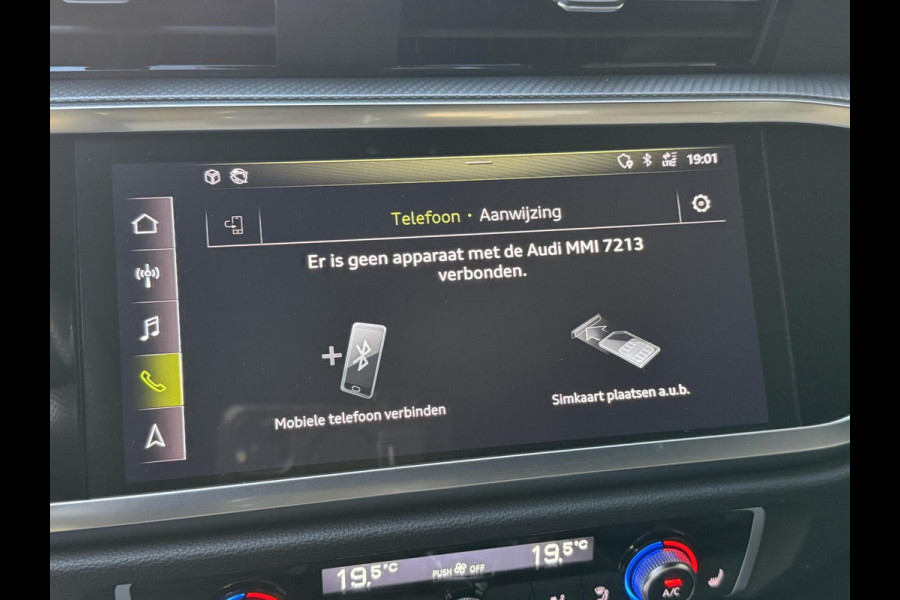 LTE 19:01
Telefoon · Aanwijzing
Er is geen apparaat met de Audi MMI 7213
verbonden.
Mobiele telefoon verbinden
Simkaart plaatsen a.u.b.
19,5°C PUSH OFF 19,5°C
A/C